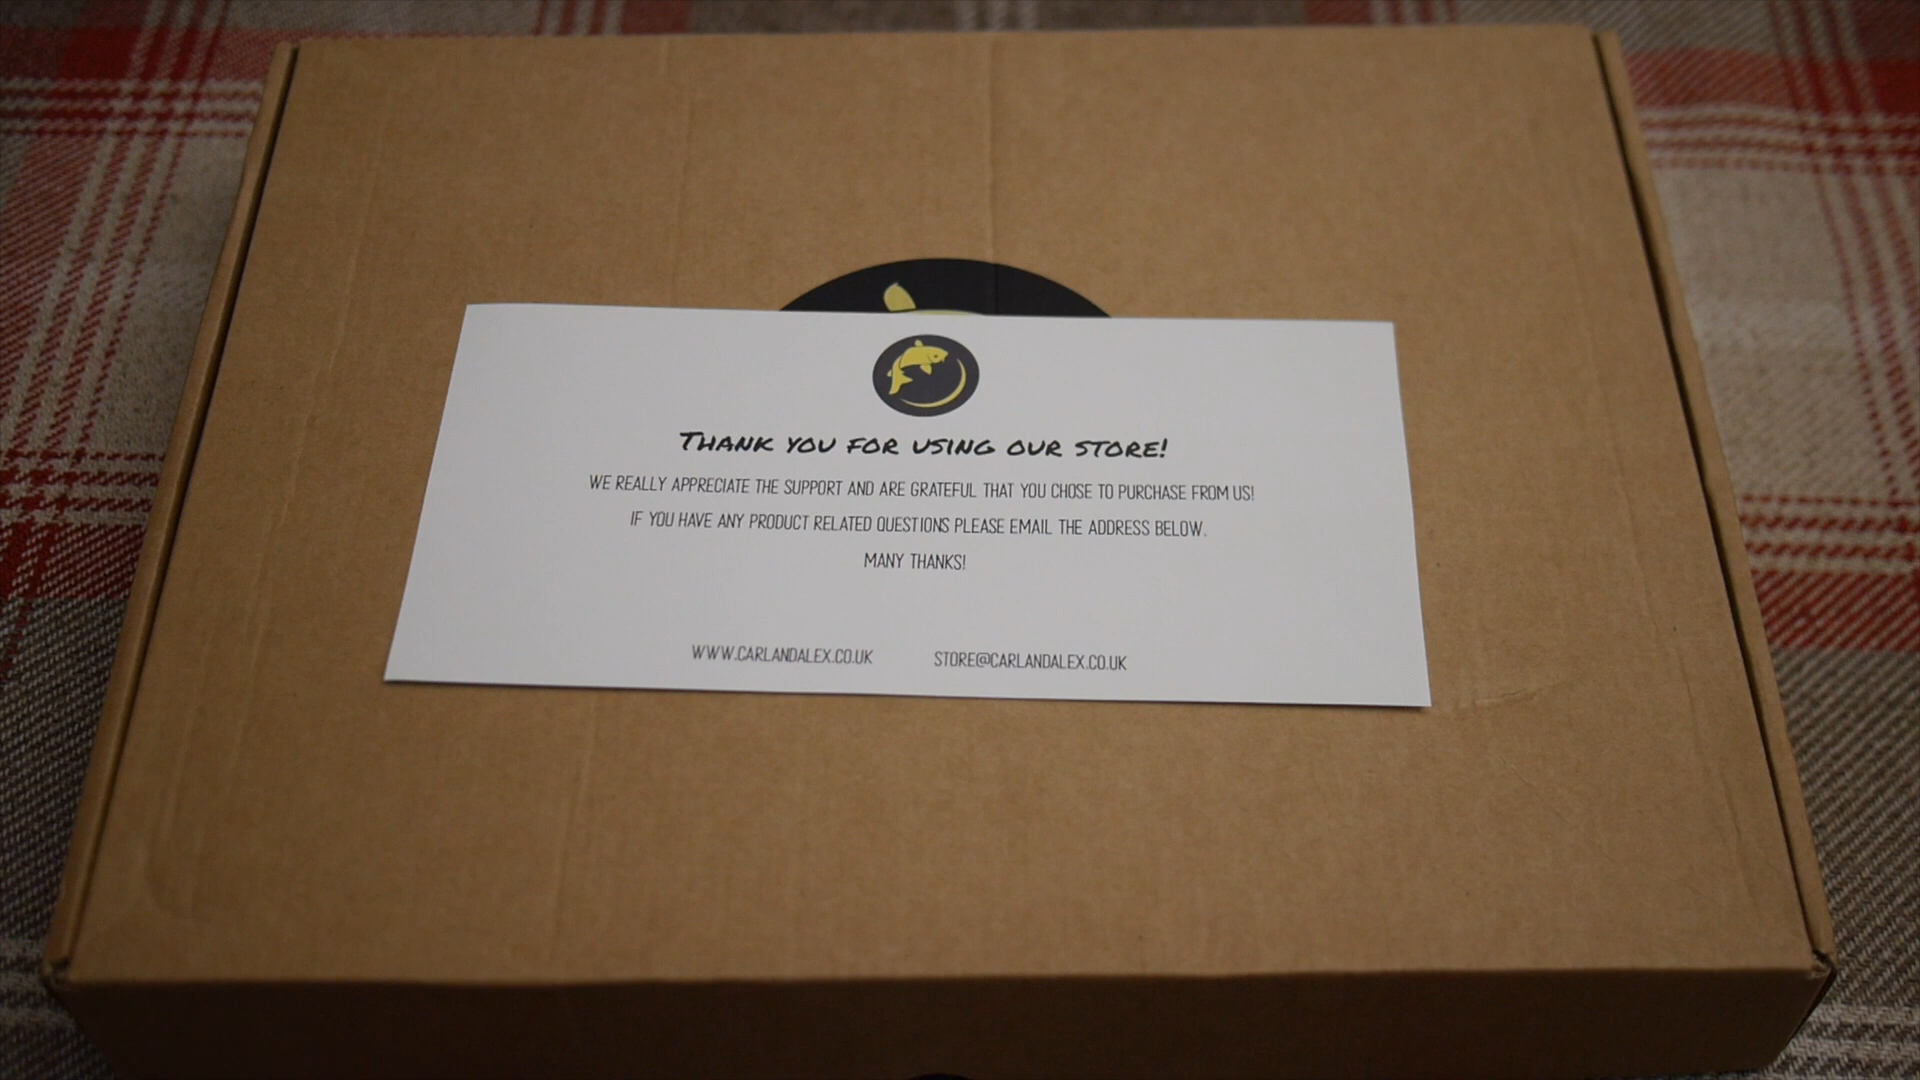 THANK YOU FOR USING OUR STORE!
WE REALLY APPRECIATE THE SUPPORT AND ARE GRATEFUL THAT YOU CHOSE TO PURCHASE FROM US!
IF YOU HAVE ANY PRODUCT RELATED QUESTIONS PLEASE EMAIL THE ADDRESS BELOW.
MANY THANKS!
WWW.CARLANDALEX.CO.UK STORE@CARLANDALEX.CO.UK